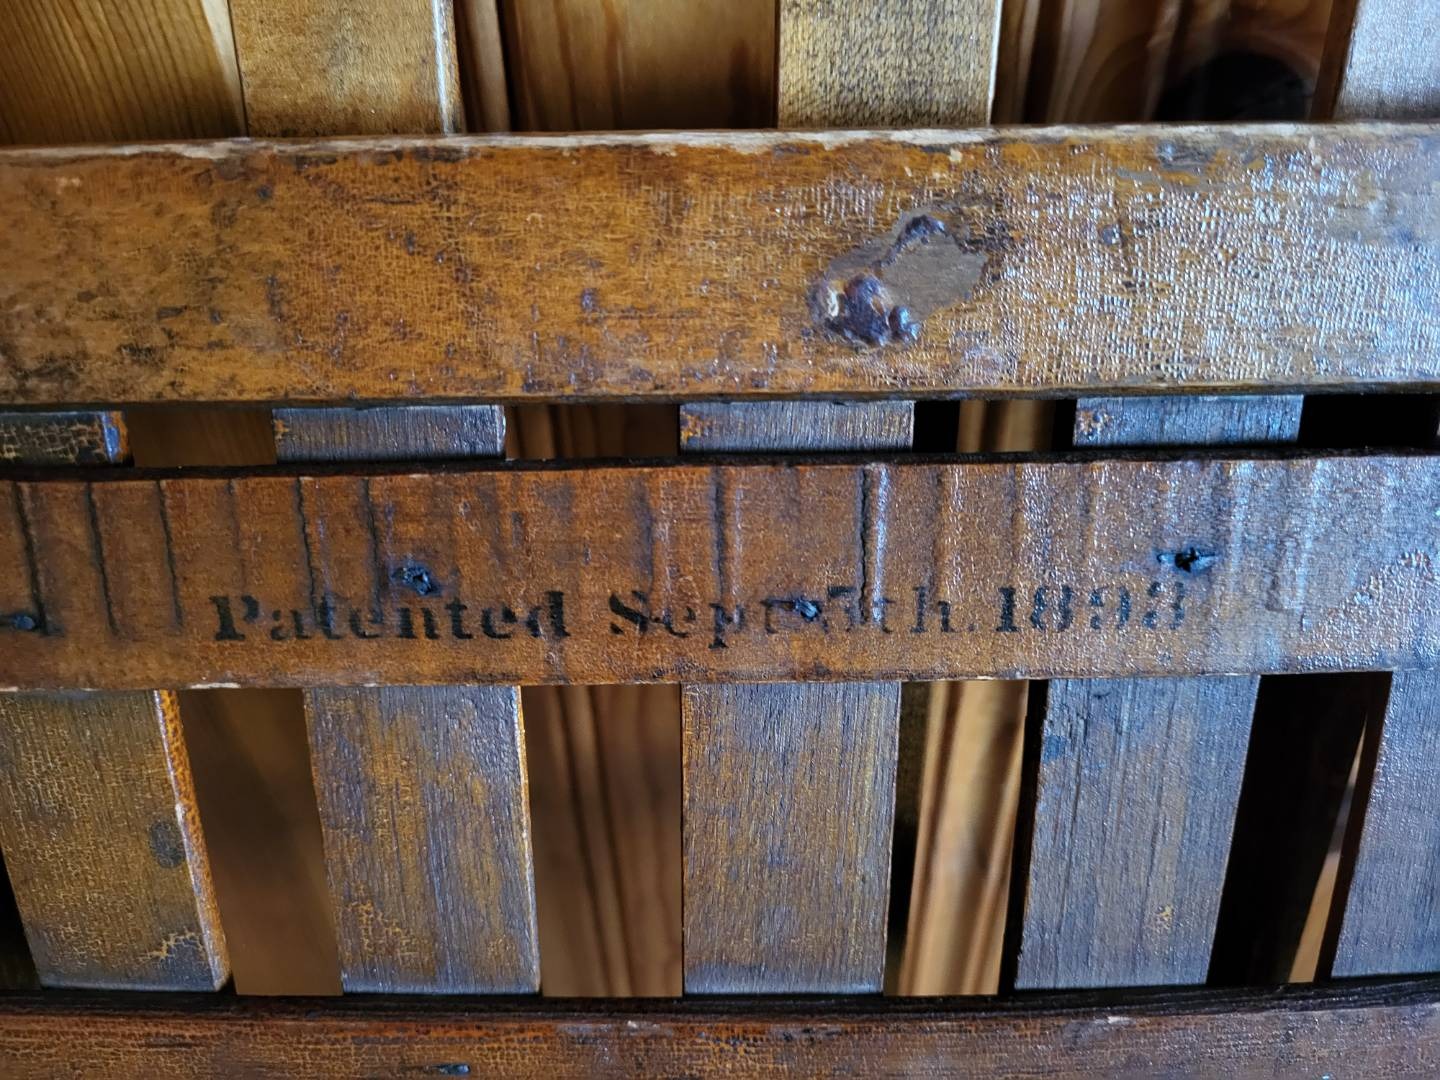 Patented Sept 5th. 1893